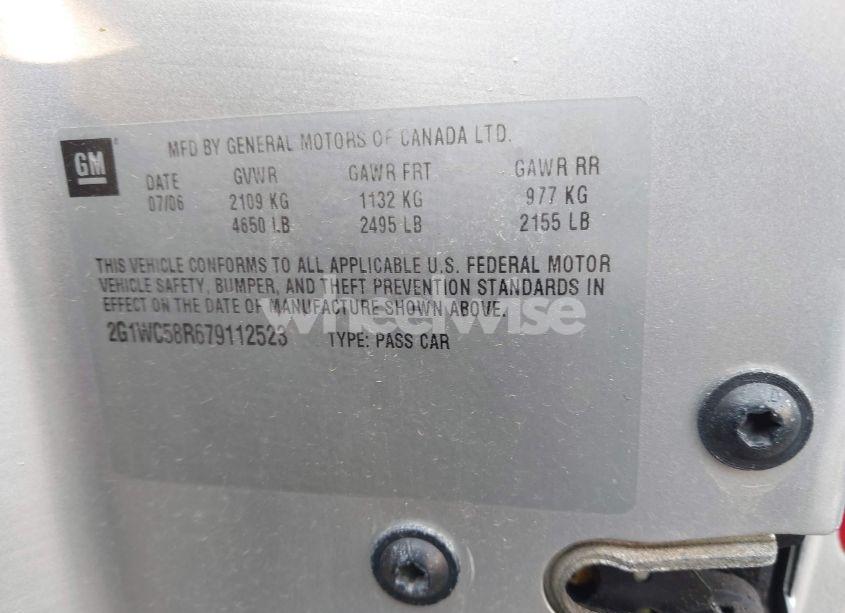 GM
MFD BY GENERAL MOTORS OF CANADA LTD.
DATE GVWR GAWR FRT GAWR RR
07/06 2109 KG 1132 KG 977 KG
4650 LB 2495 LB 2155 LB
THIS VEHICLE CONFORMS TO ALL APPLICABLE U.S. FEDERAL MOTOR
VEHICLE SAFETY, BUMPER, AND THEFT PREVENTION STANDARDS IN
EFFECT ON THE DATE OF MANUFACTURE SHOWN ABOVE.
wheelwise
2G1WC58R679112523 TYPE: PASS CAR